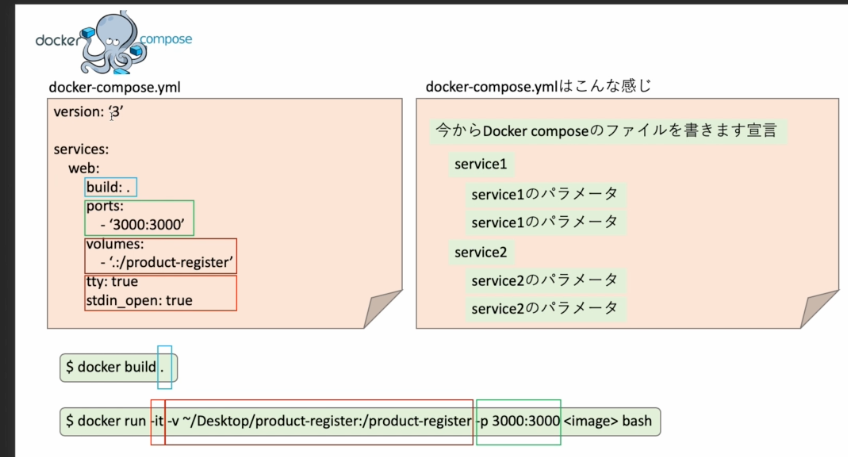 docker compose
docker-compose.yml
version: ‘3’
services:
web:
build: .
ports:
- ‘3000:3000’
volumes:
- ‘.:/product-register’
tty: true
stdin_open: true
docker-compose.ymlはこんな感じ
今からDocker composeのファイルを書きます宣言
service1
service1のパラメータ
service1のパラメータ
service2
service2のパラメータ
service2のパラメータ
$ docker build .
$ docker run -it -v ~/Desktop/product-register:/product-register -p 3000:3000 <image> bash